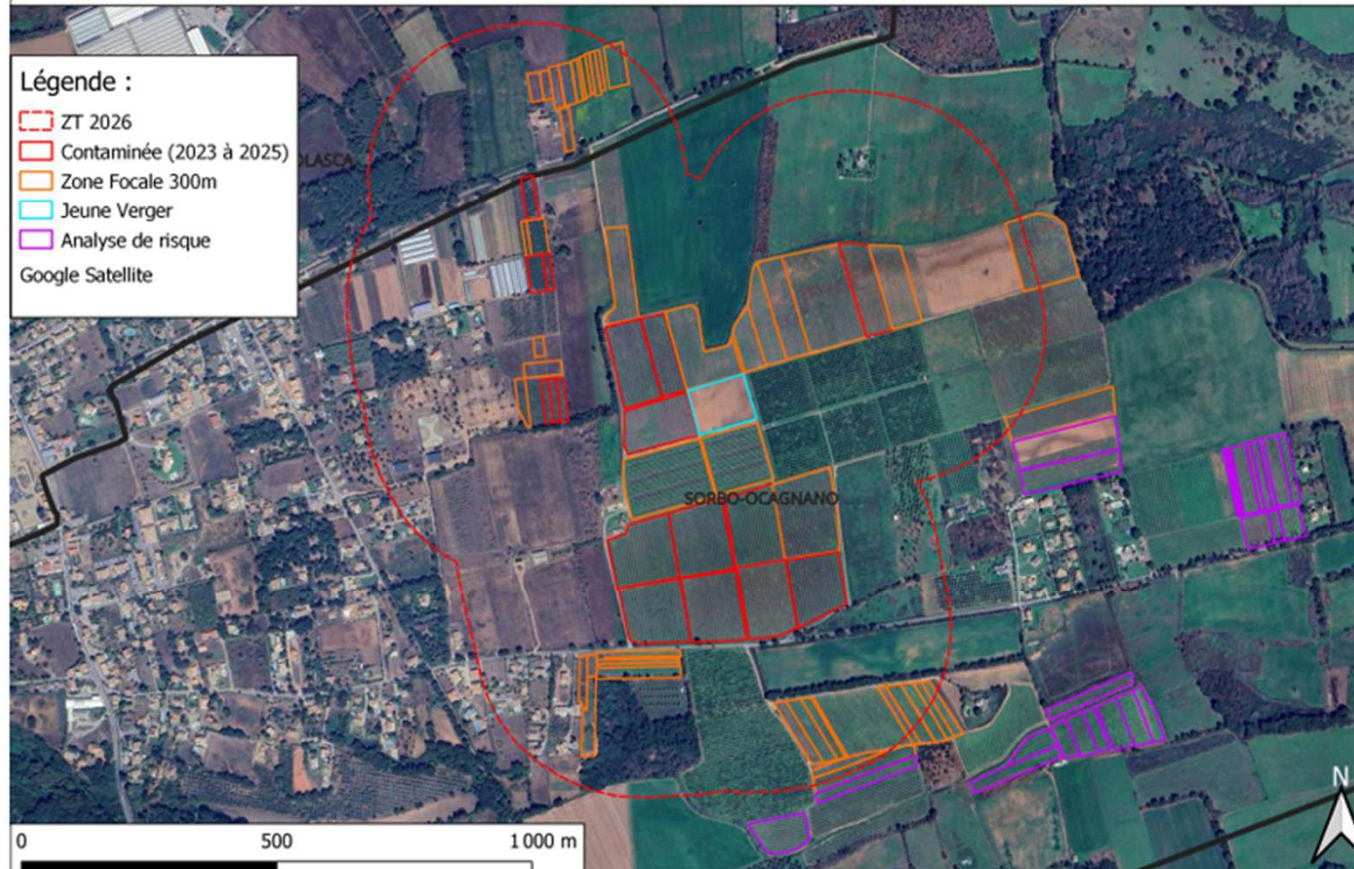 Légende :
ZT 2026
Contaminée (2023 à 2025)
Zone Focale 300m
Jeune Verger
Analyse de risque
Google Satellite
OLASCA
SORBO-OCAGNANO
N
0 500 1 000 m